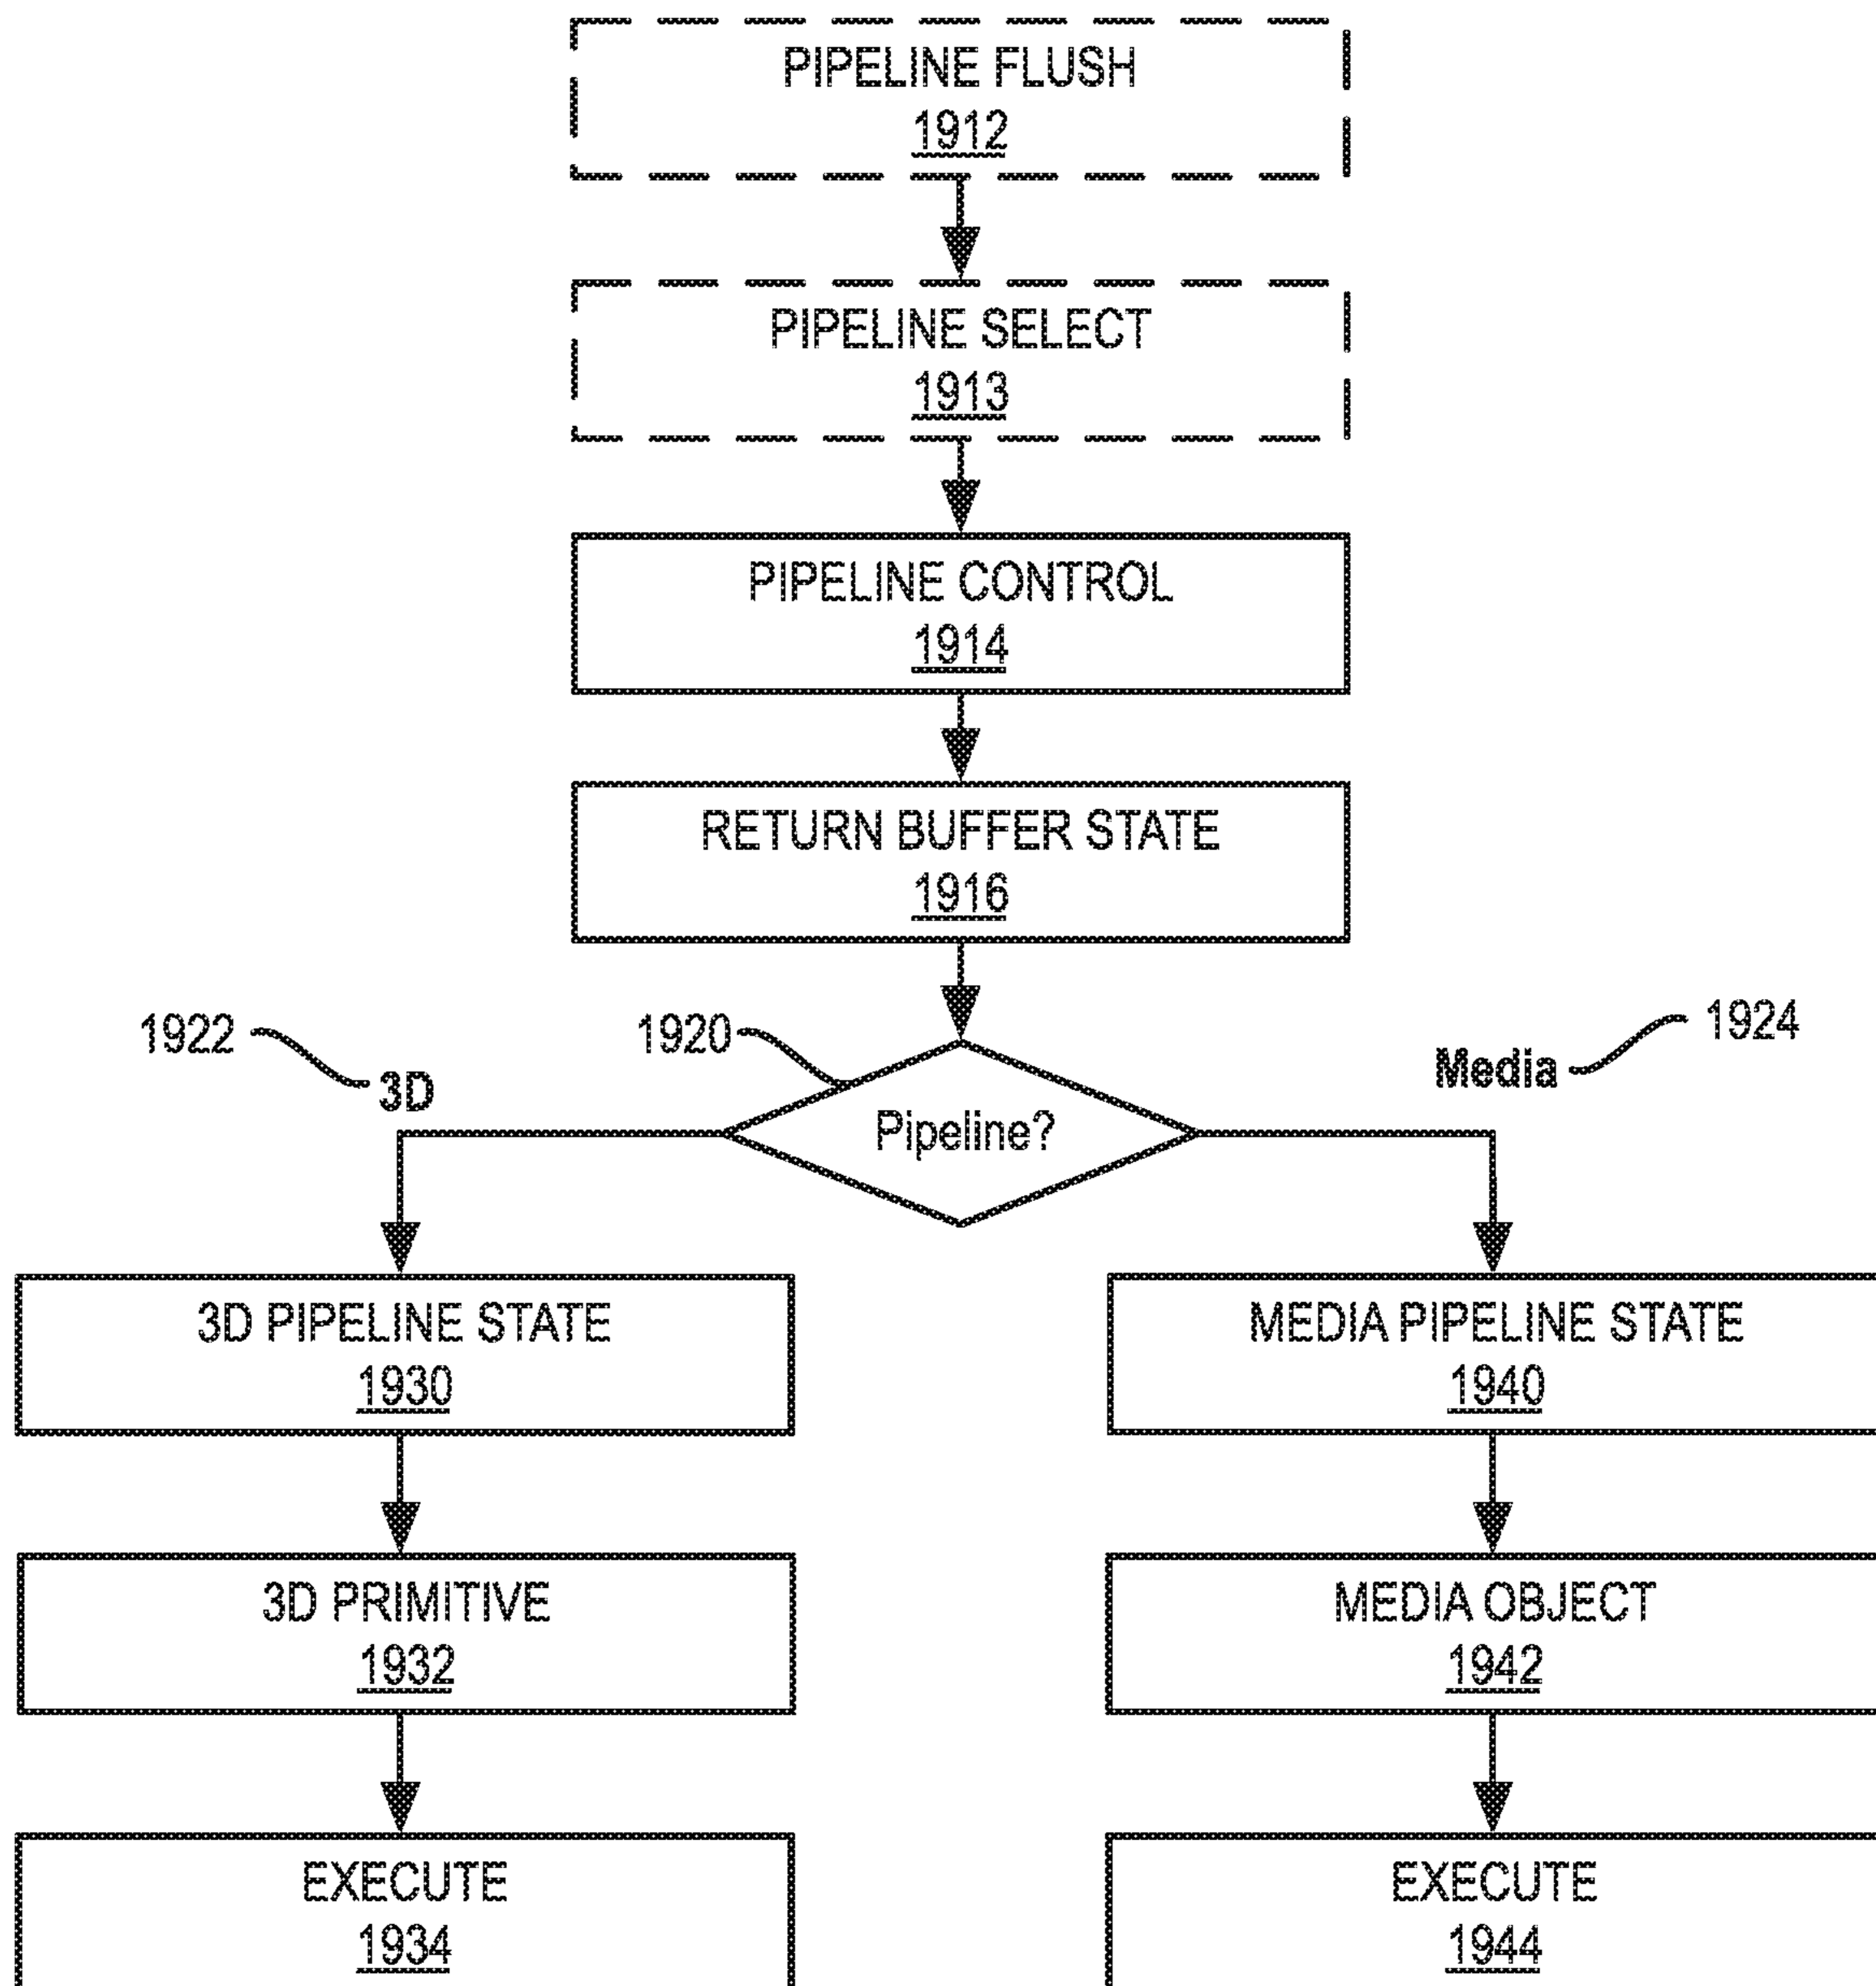 PIPELINE FLUSH
1912
PIPELINE SELECT
1913
PIPELINE CONTROL
1914
RETURN BUFFER STATE
1916
1922
3D
1920
Pipeline?
Media
1924
3D PIPELINE STATE
1930
MEDIA PIPELINE STATE
1940
3D PRIMITIVE
1932
MEDIA OBJECT
1942
EXECUTE
1934
EXECUTE
1944